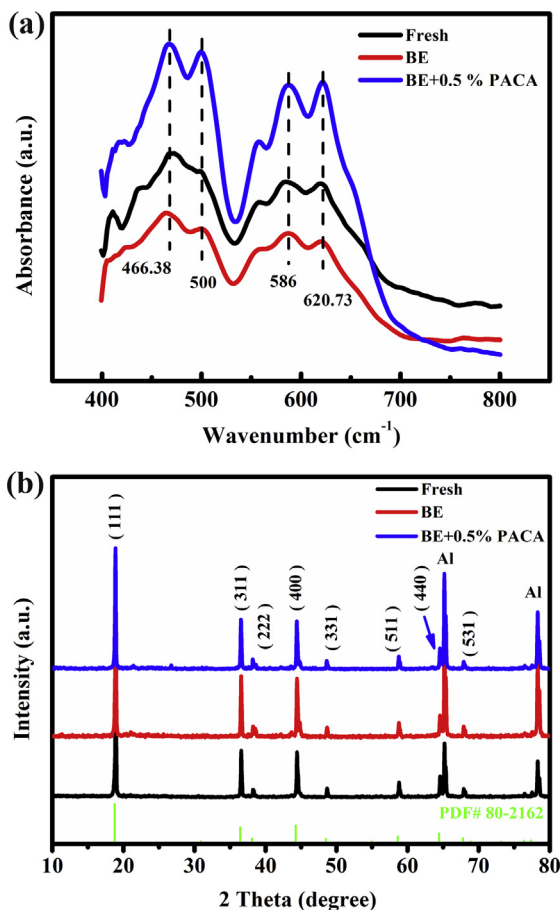 (a)
Fresh
BE
BE+0.5 % PACA
Absorbance (a.u.)
466.38
500
586
620.73
400
500
600
700
800
Wavenumber (cm-1)
(b)
Fresh
BE
BE+0.5% PACA
Intensity (a.u.)
(111)
(311)
(222)
(400)
(331)
(511)
(440)
Al
(531)
Al
PDF# 80-2162
10
20
30
40
50
60
70
80
2 Theta (degree)